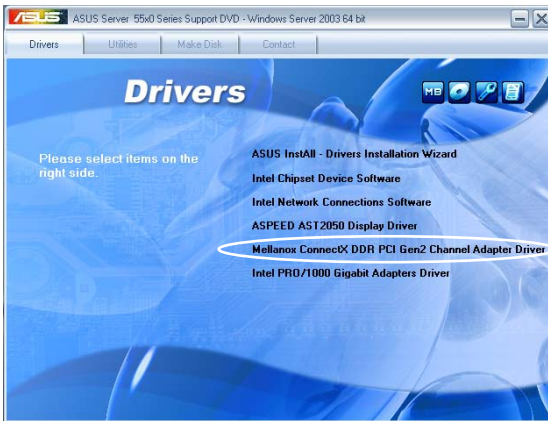 ASUS ASUS Server 55x0 Series Support DVD - Windows Server 2003 64 bit
Drivers Utilities Make Disk Contact
Drivers
MB
Please select items on the
right side.
ASUS InstAll - Drivers Installation Wizard
Intel Chipset Device Software
Intel Network Connections Software
ASPEED AST2050 Display Driver
Mellanox ConnectX DDR PCI Gen2 Channel Adapter Driver
Intel PRO/1000 Gigabit Adapters Driver